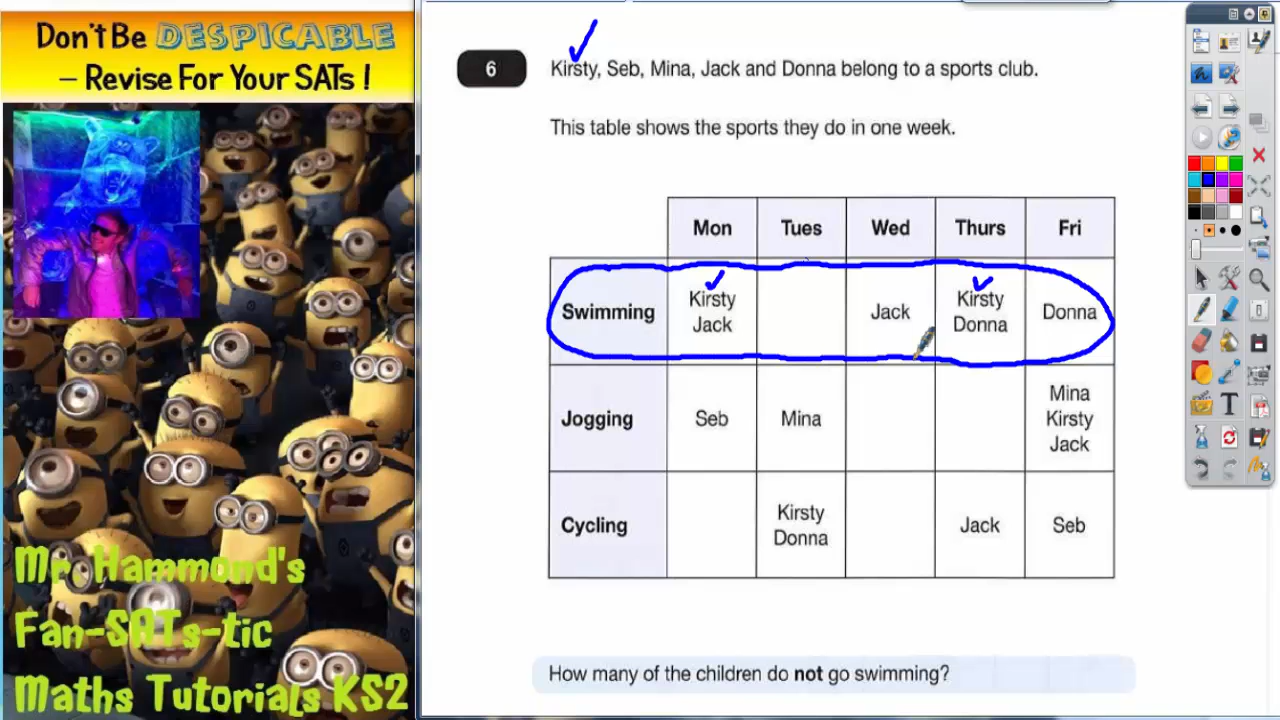 Don't Be DESPICABLE
– Revise For Your SATs !
Mr. Hammond's
Fan-SATs-tic
Maths Tutorials KS2
6
Kirsty, Seb, Mina, Jack and Donna belong to a sports club.
This table shows the sports they do in one week.
Mon Tues Wed Thurs Fri
Swimming
Kirsty
Jack
Jack
Kirsty
Donna
Donna
Jogging
Seb
Mina
Mina
Kirsty
Jack
Cycling
Kirsty
Donna
Jack
Seb
How many of the children do not go swimming?